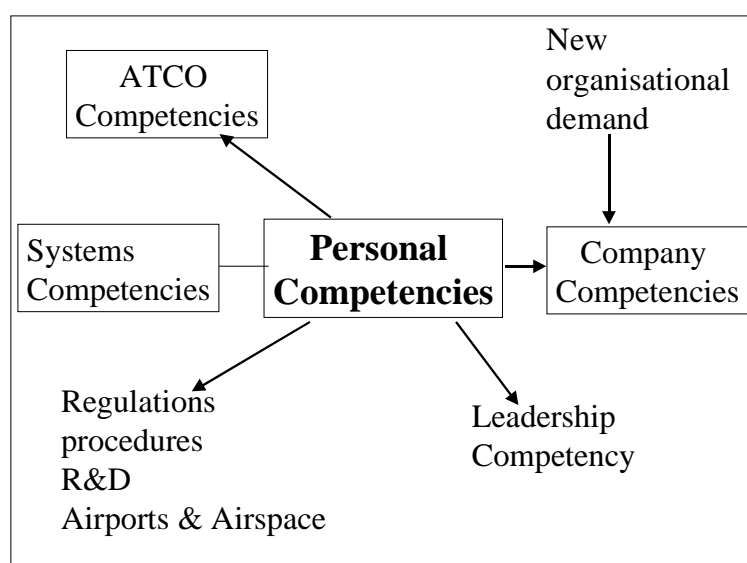 ATCO
Competencies
New
organisational
demand
Systems
Competencies
Personal
Competencies
Company
Competencies
Regulations
procedures
R&D
Airports & Airspace
Leadership
Competency